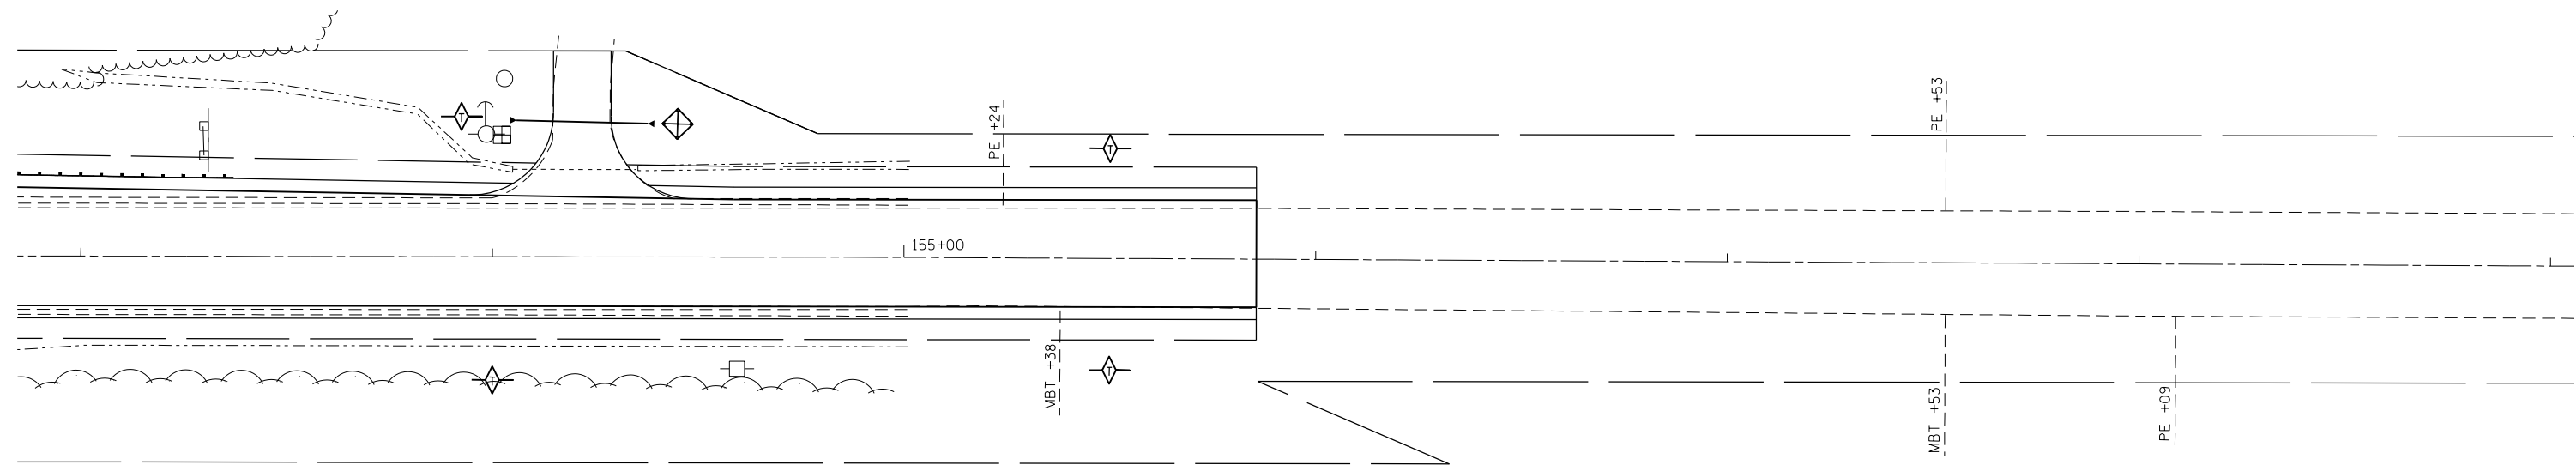 PE +53
PE +24
T
T
155+00
MBT +38
T
T
MBT +53
PE +09